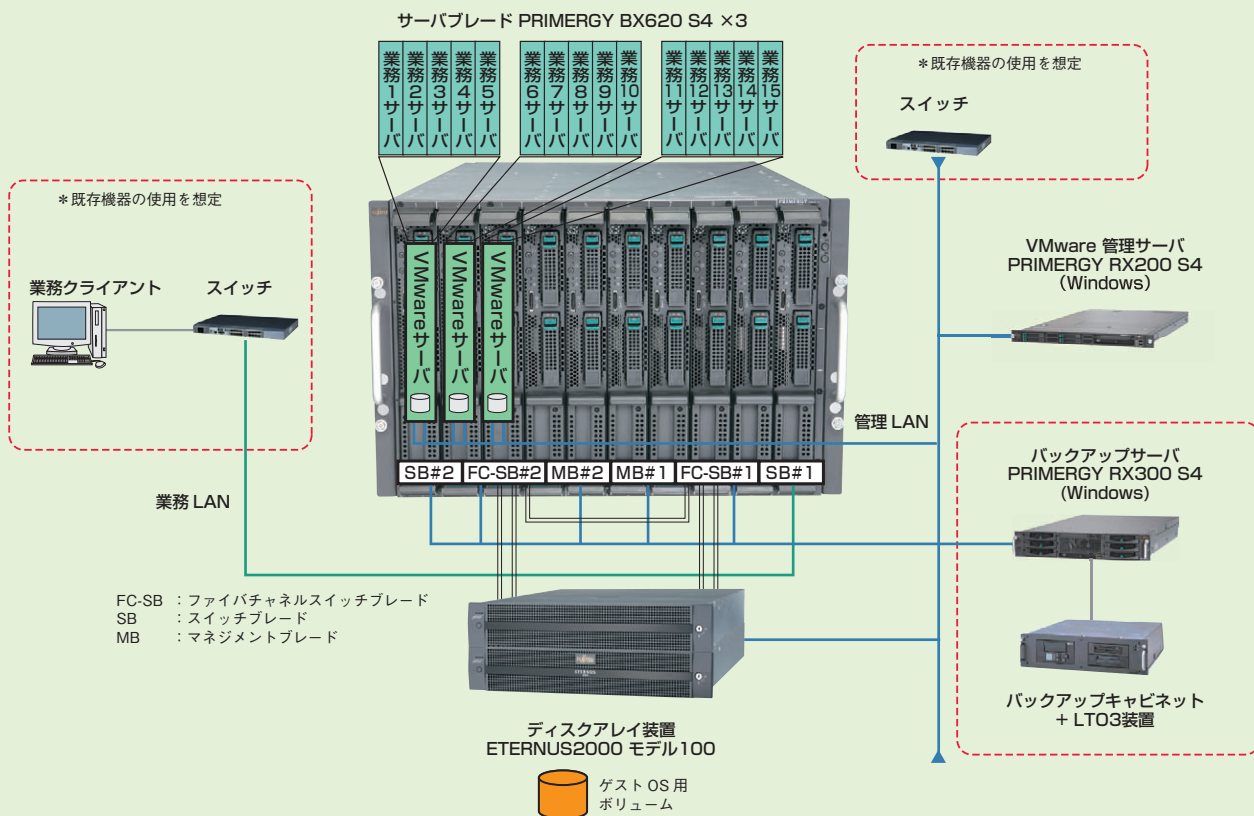 サーバブレード PRIMERGY BX620 S4 ×3
業務1サーバ
業務2サーバ
業務3サーバ
業務4サーバ
業務5サーバ
業務6サーバ
業務7サーバ
業務8サーバ
業務9サーバ
業務10サーバ
業務11サーバ
業務12サーバ
業務13サーバ
業務14サーバ
業務15サーバ
＊既存機器の使用を想定
スイッチ
＊既存機器の使用を想定
業務クライアント
スイッチ
PRIMERGY
VMwareサーバ
VMwareサーバ
VMwareサーバ
VMware 管理サーバ
PRIMERGY RX200 S4
(Windows)
管理 LAN
SB#2
FC-SB#2
MB#2
MB#1
FC-SB#1
SB#1
業務 LAN
バックアップサーバ
PRIMERGY RX300 S4
(Windows)
FC-SB ：ファイバチャネルスイッチブレード
SB ：スイッチブレード
MB ：マネジメントブレード
バックアップキャビネット
+ LTO3装置
ディスクアレイ装置
ETERNUS2000 モデル100
ゲスト OS 用
ボリューム